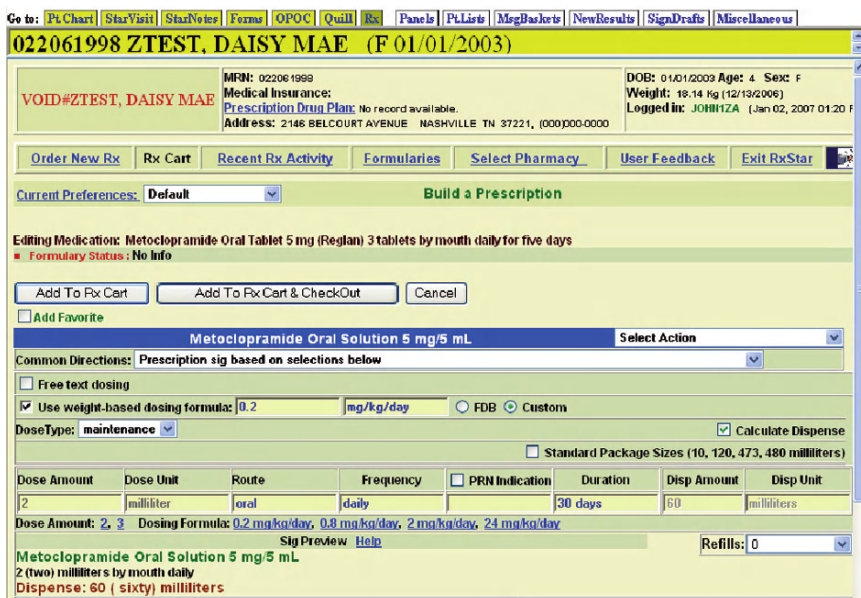 Go to: Pt.Chart StarVisit StarNotes Forms OPOC Quill Rx Panels Pt.Lists MsgBaskets NewResults SignDrafts Miscellaneous
022061998 ZTEST, DAISY MAE (F 01/01/2003)
VOID#ZTEST, DAISY MAE
MRN: 022061998
Medical Insurance:
Prescription Drug Plan: No record available.
Address: 2146 BELCOURT AVENUE NASHVILLE TN 37221, (000)000-0000
DOB: 01/01/2003 Age: 4 Sex: F
Weight: 18.14 Kg (12/13/2006)
Logged in: JOHN1ZA (Jan 02, 2007 01:20 P
Order New Rx Rx Cart Recent Rx Activity Formularies Select Pharmacy User Feedback Exit RxStar
Current Preferences: Default Build a Prescription
Editing Medication: Metoclopramide Oral Tablet 5 mg (Reglan) 3 tablets by mouth daily for five days
Formulary Status : No Info
Add To Rx Cart Add To Rx Cart & CheckOut Cancel
Add Favorite
Metoclopramide Oral Solution 5 mg/5 mL Select Action
Common Directions: Prescription sig based on selections below
Free text dosing
Use weight-based dosing formula: 0.2 mg/kg/day FDB Custom
DoseType: maintenance Calculate Dispense
Standard Package Sizes (10, 120, 473, 480 milliliters)
Dose Amount Dose Unit Route Frequency PRN Indication Duration Disp Amount Disp Unit
2 milliliter oral daily 30 days 60 milliliters
Dose Amount: 2, 3 Dosing Formula: 0.2 mg/kg/day, 0.8 mg/kg/day, 2 mg/kg/day, 24 mg/kg/day
Sig Preview Help Refills: 0
Metoclopramide Oral Solution 5 mg/5 mL
2 (two) milliliters by mouth daily
Dispense: 60 ( sixty) milliliters